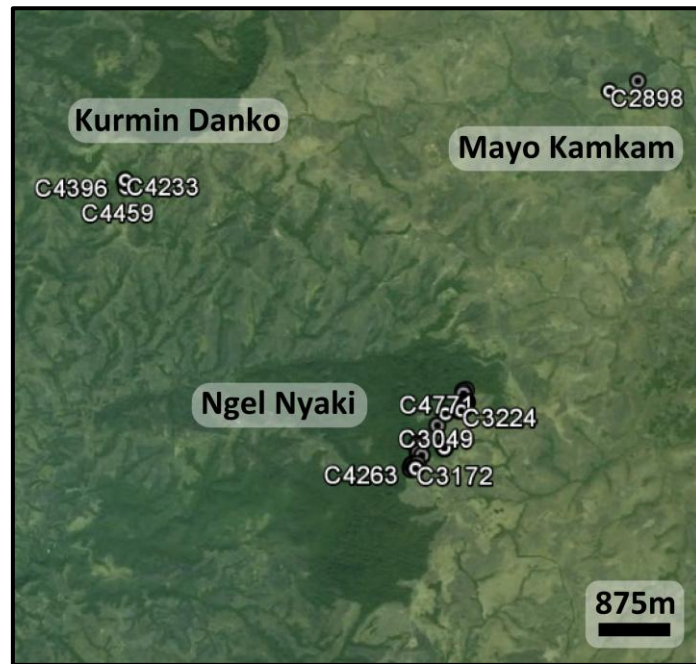 C2898
Kurmin Danko
Mayo Kamkam
C4396 C4233
C4459
Ngel Nyaki
C4771
C3224
C3049
C4263 C3172
875m